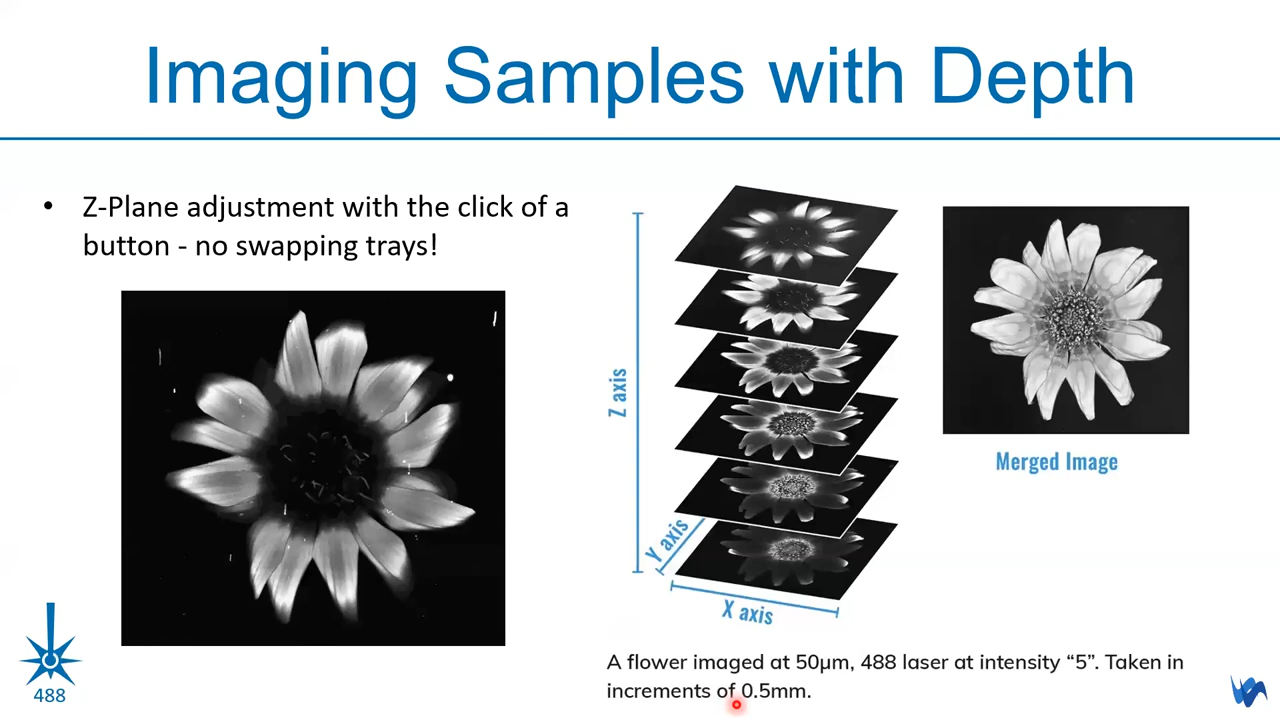 Imaging Samples with Depth
• Z-Plane adjustment with the click of a
button - no swapping trays!
Z axis
Y axis
X axis
Merged Image
A flower imaged at 50µm, 488 laser at intensity “5”. Taken in
increments of 0.5mm.
488